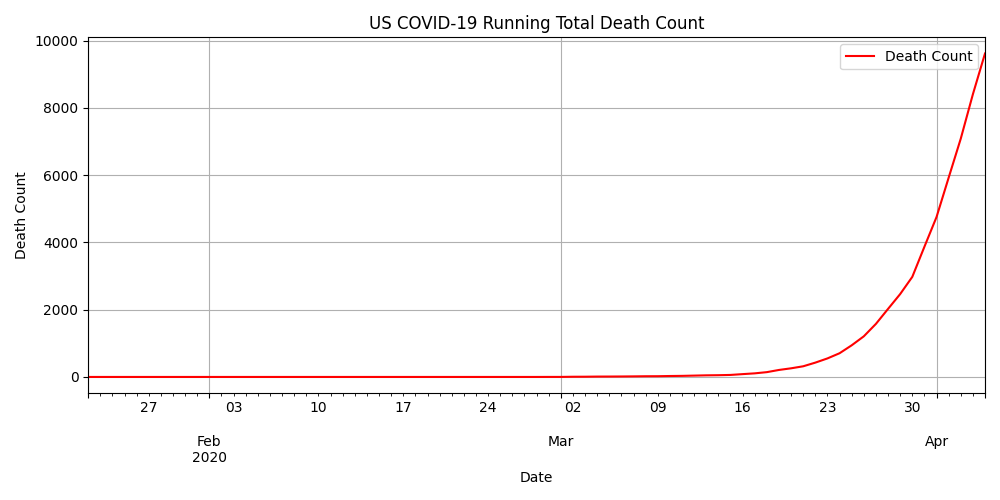 US COVID-19 Running Total Death Count
Death Count
10000
8000
6000
4000
2000
0
Death Count
27 03 10 17 24 02 09 16 23 30
Feb Mar Apr
2020
Date